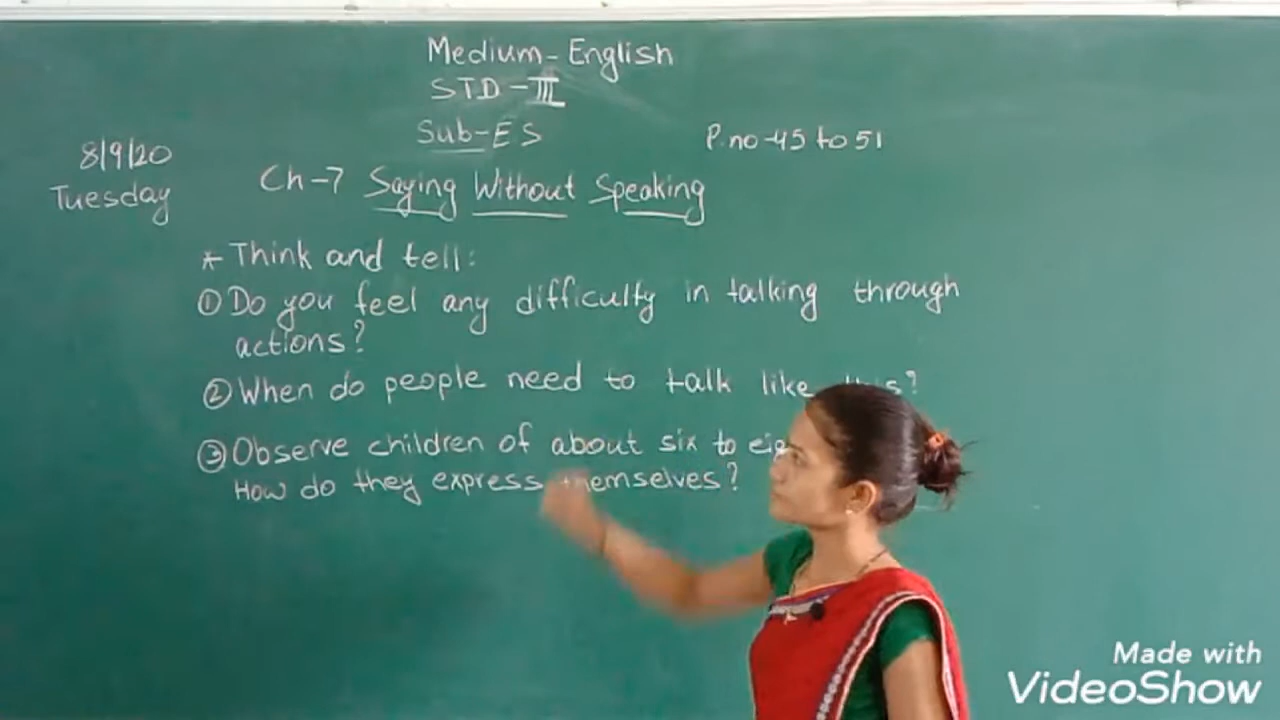 Medium-English
STD-III
Sub-ES
P.no-45 to 51
8/9/20
Tuesday
Ch-7 Saying Without Speaking
* Think and tell:
① Do you feel any difficulty in talking through
actions?
② When do people need to talk like this?
③ Observe children of about six to
How do they express themselves?
Made with
VideoShow